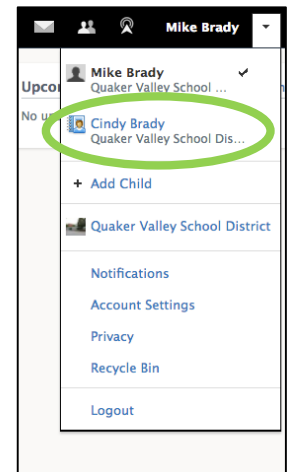 Mike Brady
Mike Brady
Quaker Valley School ...
Upco
No u
Cindy Brady
Quaker Valley School Dis...
+ Add Child
Quaker Valley School District
Notifications
Account Settings
Privacy
Recycle Bin
Logout